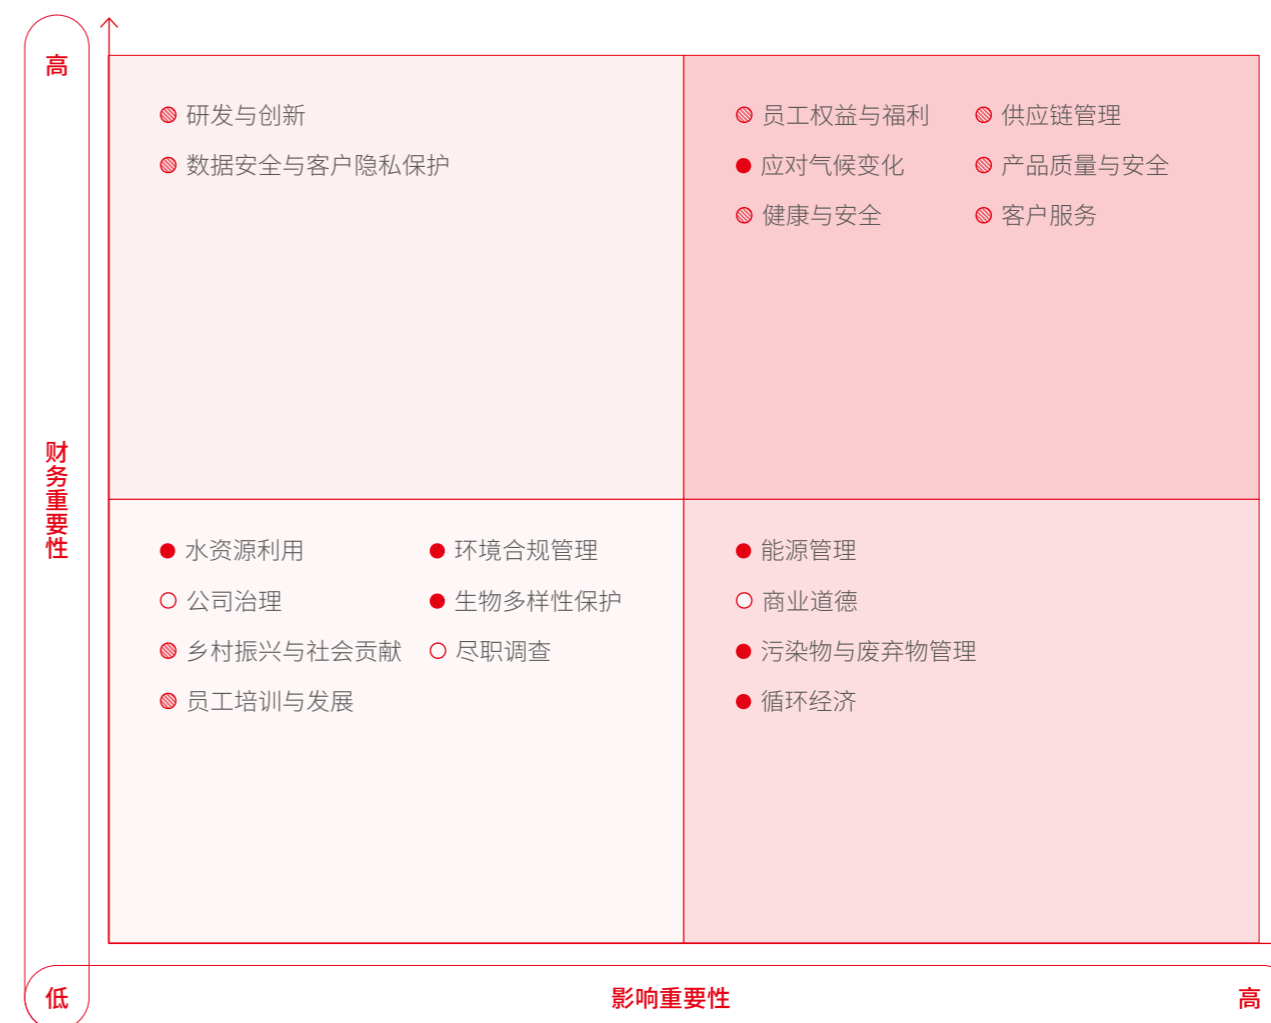 高
研发与创新
数据安全与客户隐私保护
员工权益与福利
供应链管理
应对气候变化
产品质量与安全
健康与安全
客户服务
财务重要性
水资源利用
环境合规管理
公司治理
生物多样性保护
乡村振兴与社会贡献
尽职调查
员工培训与发展
能源管理
商业道德
污染物与废弃物管理
循环经济
低
影响重要性
高